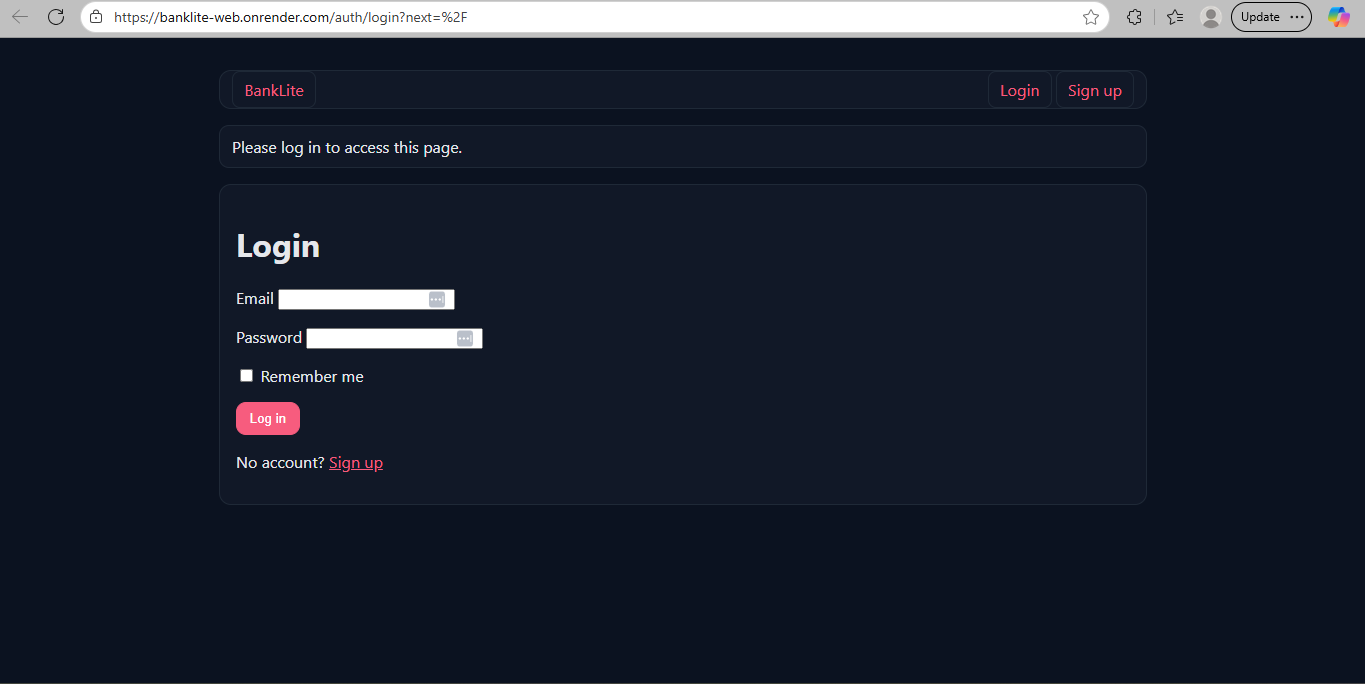 https://banklite-web.onrender.com/auth/login?next=%2F
Update
BankLite Login Sign up
Please log in to access this page.
Login
Email
Password
Remember me
Log in
No account? Sign up